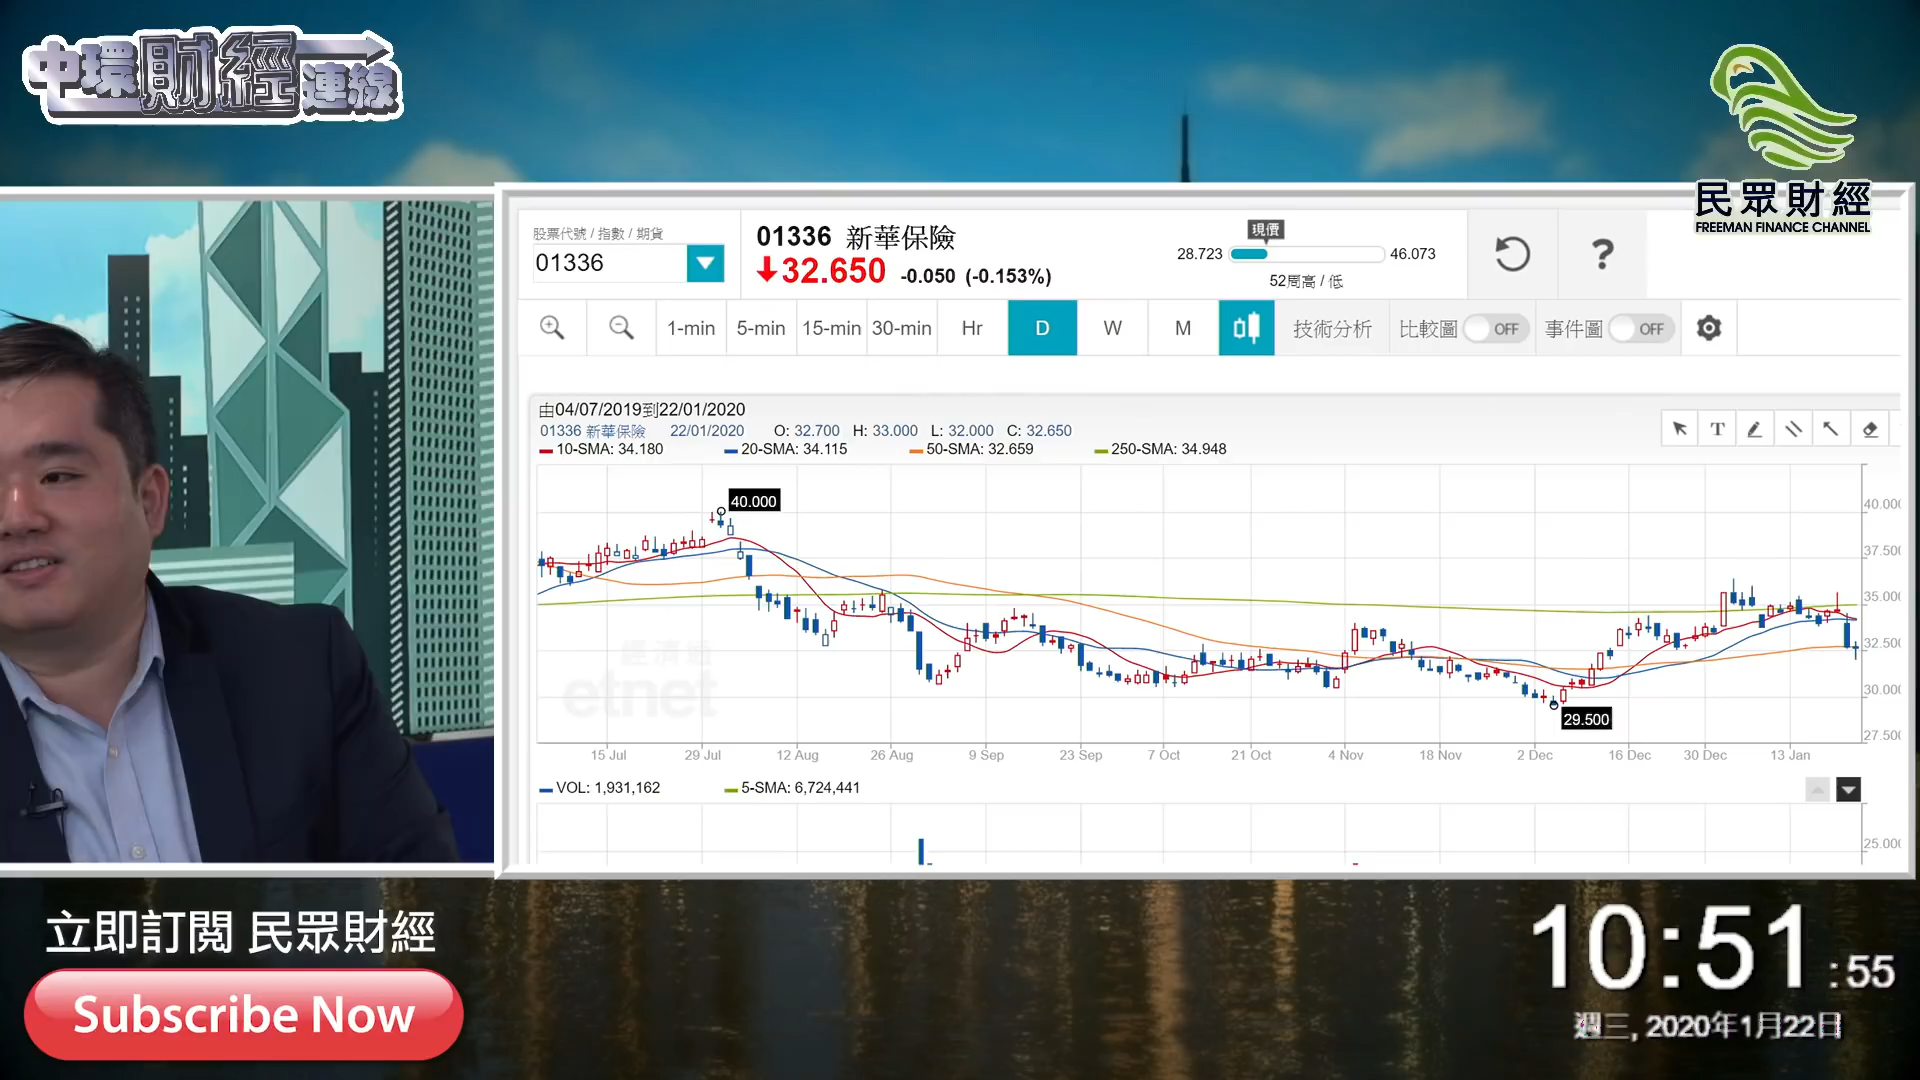 中環財經連線
民眾財經
FREEMAN FINANCE CHANNEL
股票代號 / 指數 / 期貨
01336
01336 新華保險
32.650 -0.050 (-0.153%)
現價
28.723 46.073
52周高 / 低
?
1-min 5-min 15-min 30-min Hr D W M 技術分析 比較圖 OFF 事件圖 OFF
由04/07/2019到22/01/2020
01336 新華保險 22/01/2020 O: 32.700 H: 33.000 L: 32.000 C: 32.650
T
10-SMA: 34.180 20-SMA: 34.115 50-SMA: 32.659 250-SMA: 34.948
40.000
40.000
37.500
35.000
32.500
30.000
27.500
29.500
etnet
15 Jul 29 Jul 12 Aug 26 Aug 9 Sep 23 Sep 7 Oct 21 Oct 4 Nov 18 Nov 2 Dec 16 Dec 30 Dec 13 Jan
VOL: 1,931,162 5-SMA: 6,724,441
25.000
立即訂閱 民眾財經
Subscribe Now
10:51:55
週三, 2020年1月22日